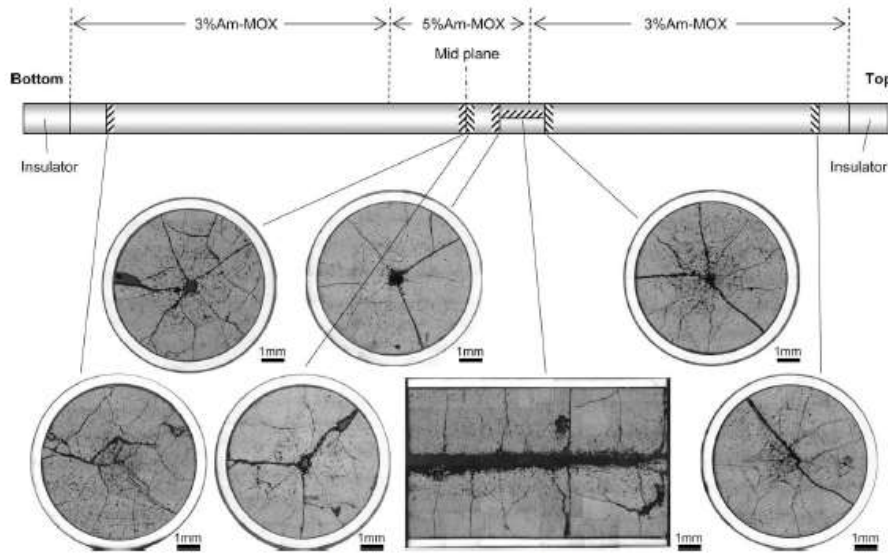 3%Am-MOX 5%Am-MOX 3%Am-MOX
Mid plane
Bottom Top
Insulator Insulator
1mm 1mm 1mm
1mm 1mm 1mm 1mm